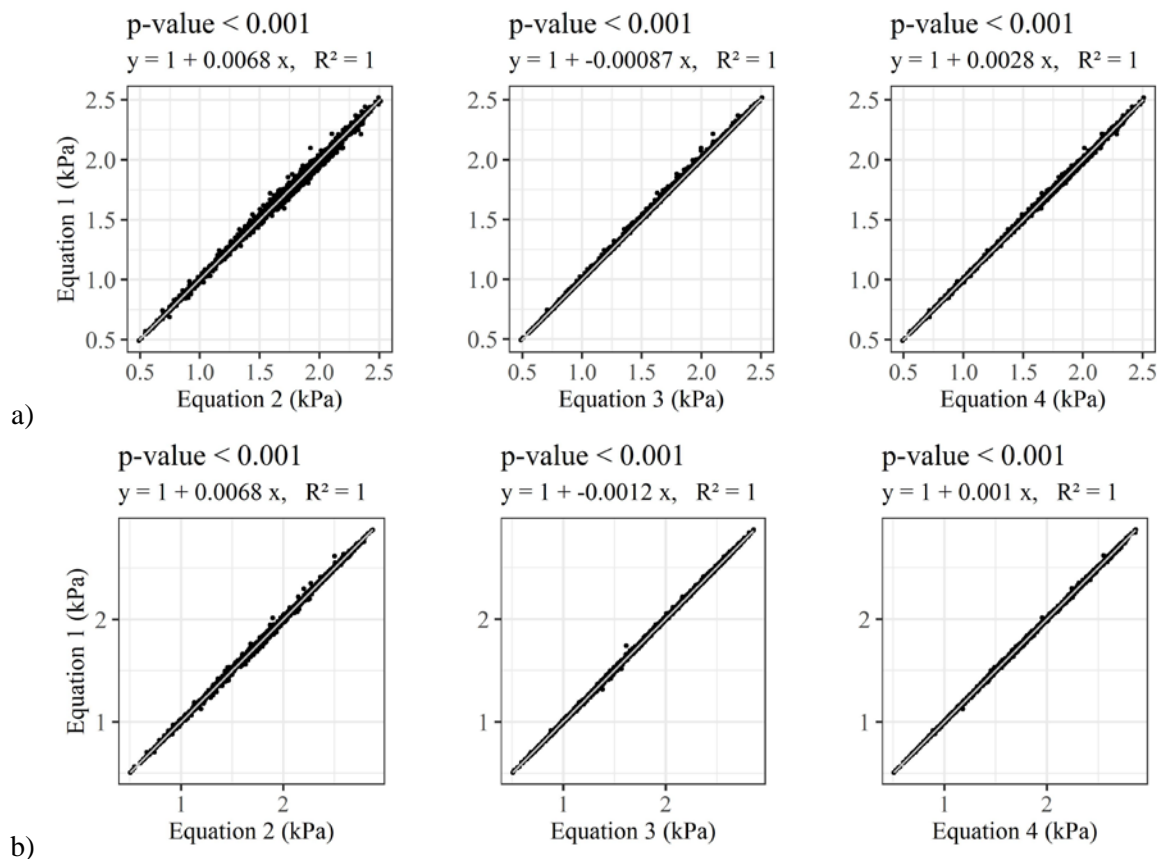 p-value < 0.001
y = 1 + 0.0068 x, R² = 1
2.5
2.0
1.5
1.0
0.5
Equation 1 (kPa)
0.5 1.0 1.5 2.0 2.5
Equation 2 (kPa)
p-value < 0.001
y = 1 + -0.00087 x, R² = 1
2.5
2.0
1.5
1.0
0.5
0.5 1.0 1.5 2.0 2.5
Equation 3 (kPa)
p-value < 0.001
y = 1 + 0.0028 x, R² = 1
2.5
2.0
1.5
1.0
0.5
0.5 1.0 1.5 2.0 2.5
Equation 4 (kPa)
a)
p-value < 0.001
y = 1 + 0.0068 x, R² = 1
2
1
Equation 1 (kPa)
1 2
Equation 2 (kPa)
p-value < 0.001
y = 1 + -0.0012 x, R² = 1
2
1
1 2
Equation 3 (kPa)
p-value < 0.001
y = 1 + 0.001 x, R² = 1
2
1
1 2
Equation 4 (kPa)
b)